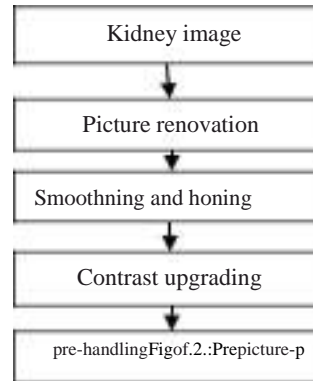 Kidney image
Picture renovation
Smoothning and honing
Contrast upgrading
pre-handlingFigof.2.:Prepicture-p